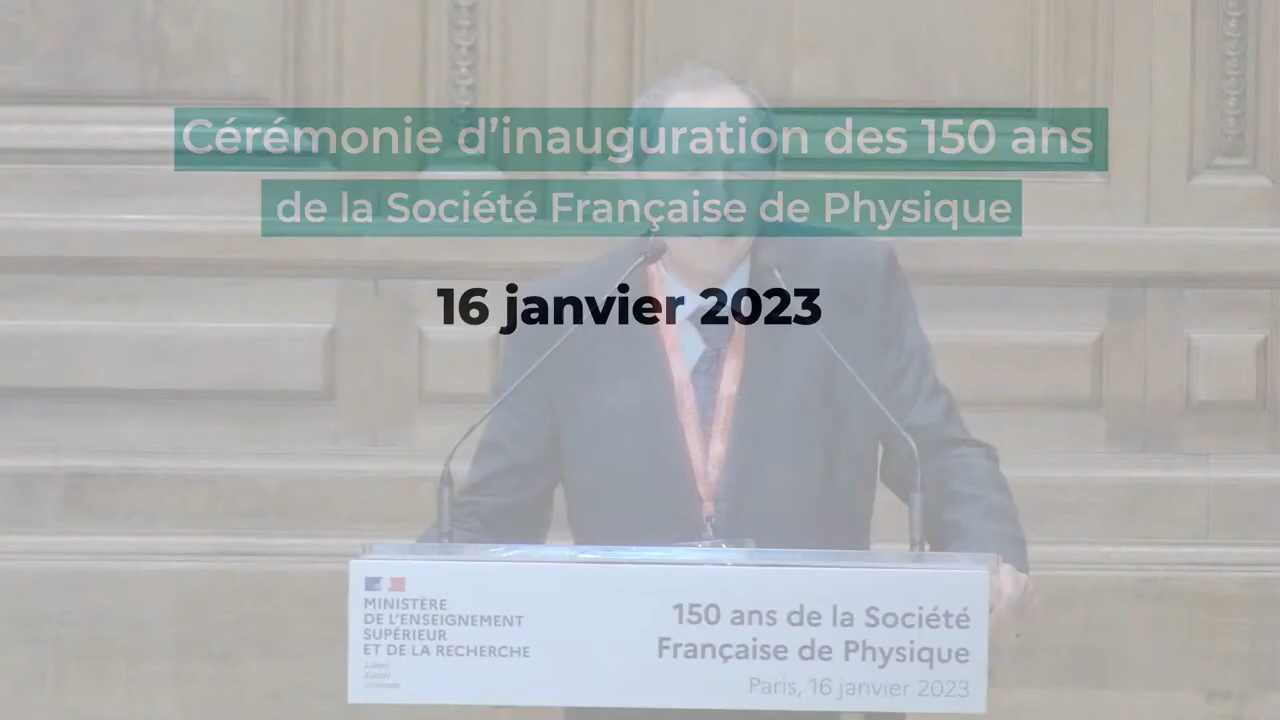 Cérémonie d’inauguration des 150 ans
de la Société Française de Physique
16 janvier 2023
MINISTÈRE
DE L'ENSEIGNEMENT
SUPÉRIEUR
ET DE LA RECHERCHE
150 ans de la Société
Française de Physique
Paris, 16 janvier 2023